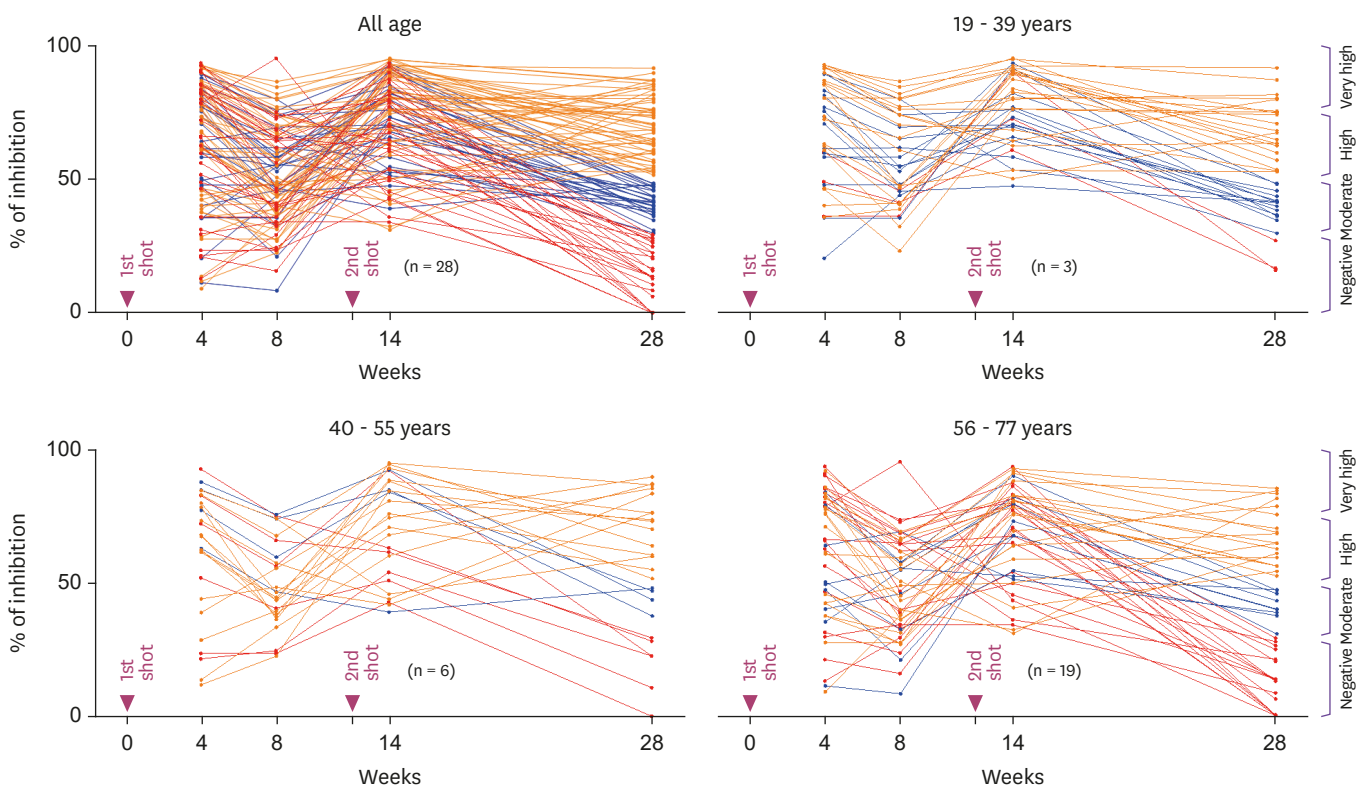 All age
19 - 39 years
100
50
0
% of inhibition
1st
shot
2nd
shot
(n = 28)
0 4 8 14 28
Weeks
1st
shot
2nd
shot
(n = 3)
0 4 8 14 28
Weeks
Very high
High
Moderate
Negative
40 - 55 years
56 - 77 years
100
50
0
% of inhibition
1st
shot
2nd
shot
(n = 6)
0 4 8 14 28
Weeks
1st
shot
2nd
shot
(n = 19)
0 4 8 14 28
Weeks
Very high
High
Moderate
Negative